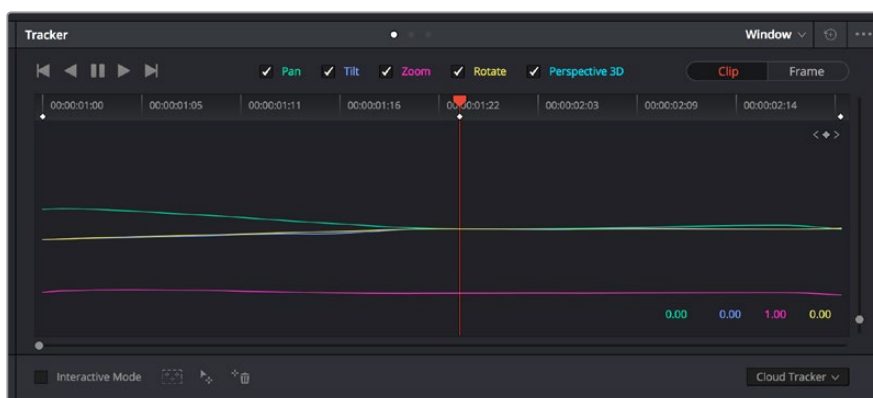 Tracker
Window
Pan
Tilt
Zoom
Rotate
Perspective 3D
Clip
Frame
00:00:01:00
00:00:01:05
00:00:01:11
00:00:01:16
00:00:01:22
00:00:02:03
00:00:02:09
00:00:02:14
0.00
0.00
1.00
0.00
Interactive Mode
Cloud Tracker